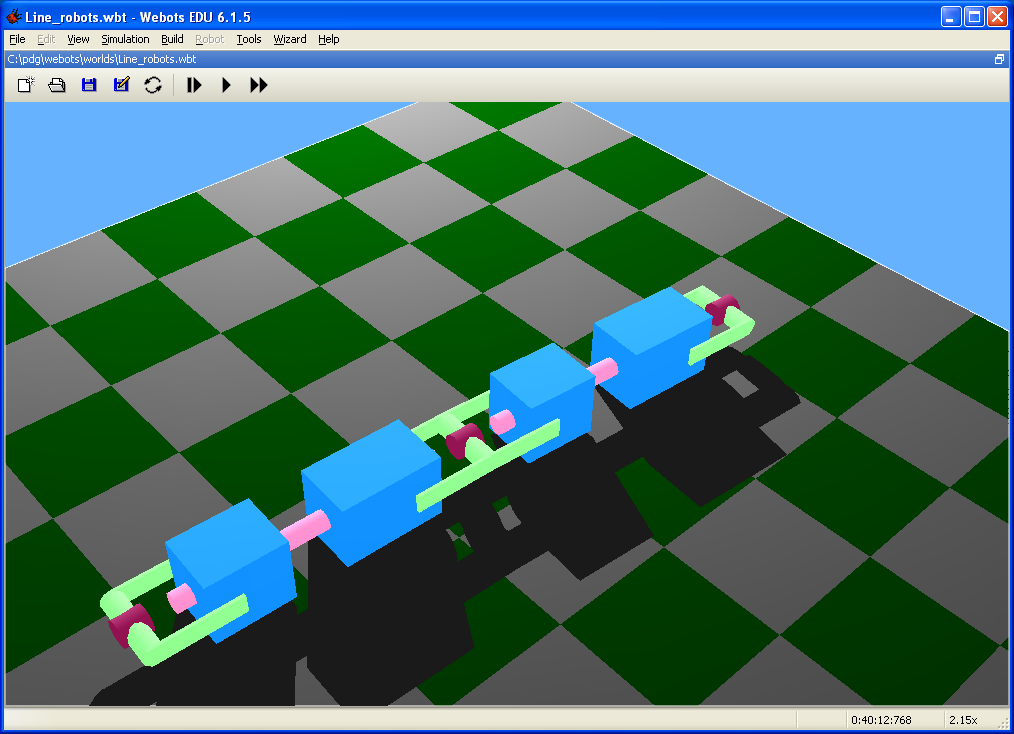 Line_robots.wbt - Webots EDU 6.1.5
File Edit View Simulation Build Robot Tools Wizard Help
C:\pdg\webots\worlds\Line_robots.wbt
0:40:12:768 2.15x